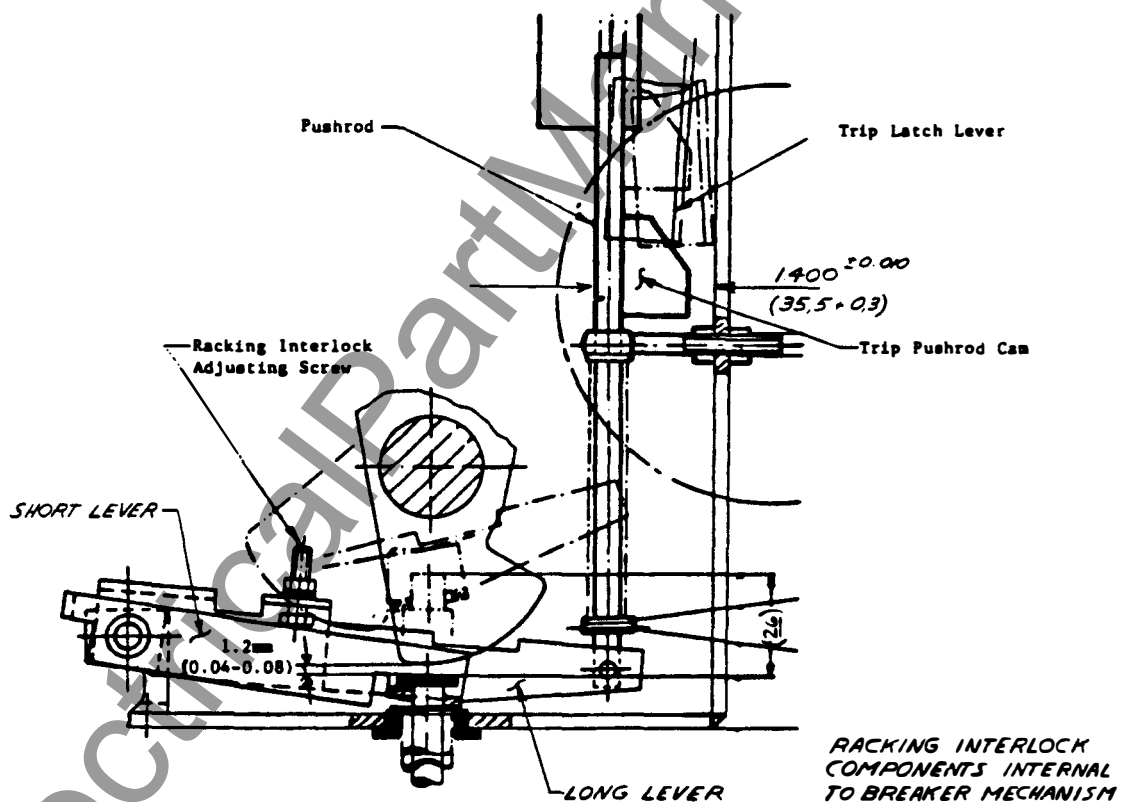 ElectricalPartMan
Pushrod
Trip Latch Lever
1.400 ±0.010
(35,5+0,3)
Trip Pushrod Cam
Racking Interlock
Adjusting Screw
SHORT LEVER
1.2mm
(0.04-0.08)
(26)
LONG LEVER
RACKING INTERLOCK
COMPONENTS INTERNAL
TO BREAKER MECHANISM